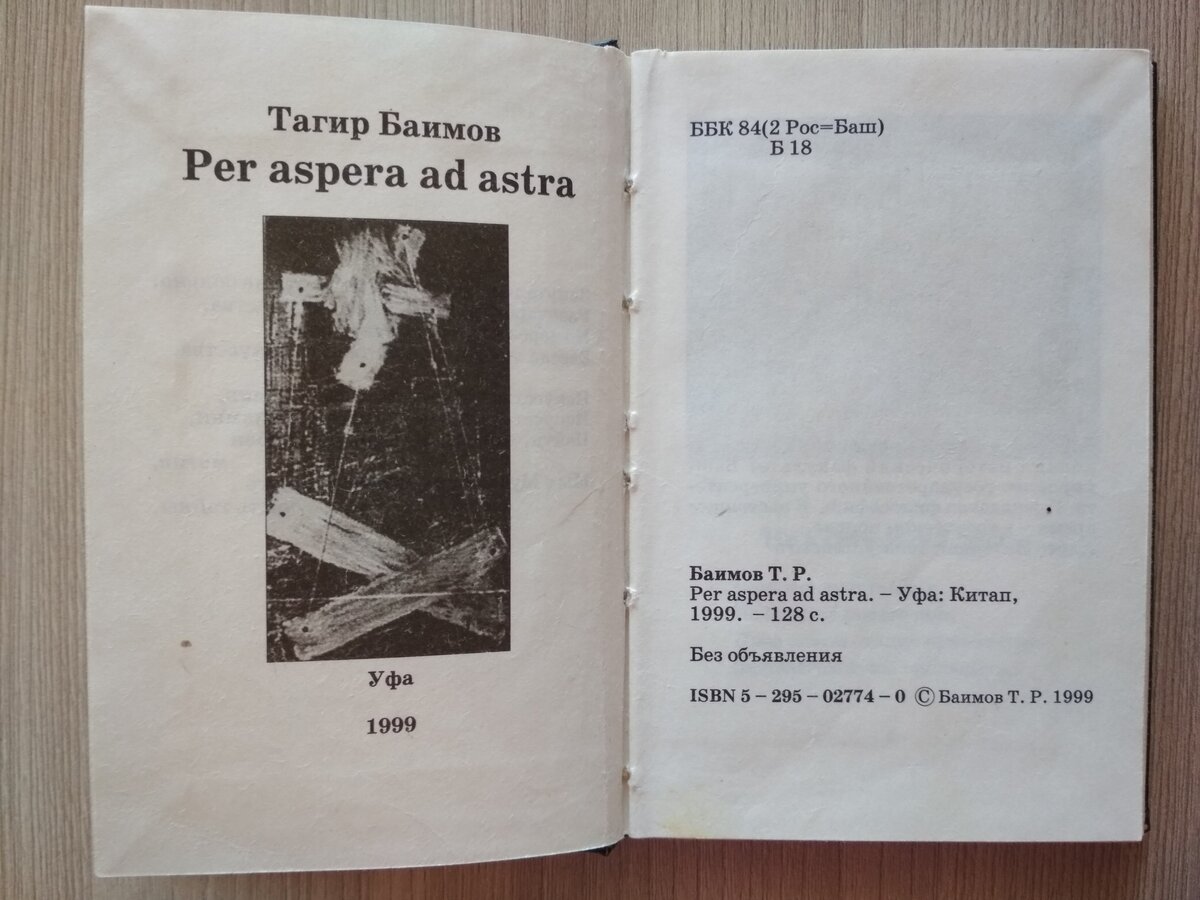 Тагир Баимов
Per aspera ad astra
Уфа
1999
ББК 84(2 Рос=Баш)
Б 18
Баимов Т. Р.
Per aspera ad astra. – Уфа: Китап,
1999. – 128 с.
Без объявления
ISBN 5 – 295 – 02774 – 0 © Баимов Т. Р. 1999